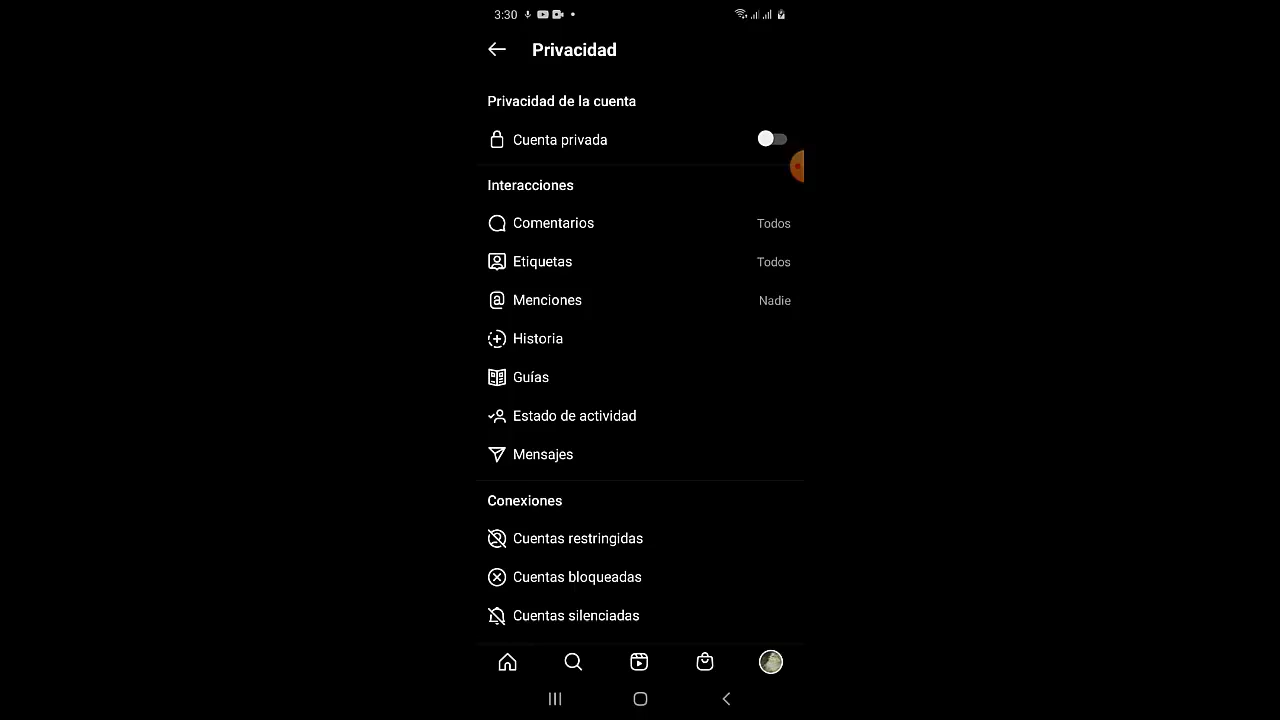 3:30
Privacidad
Privacidad de la cuenta
Cuenta privada
Interacciones
Comentarios Todos
Etiquetas Todos
Menciones Nadie
Historia
Guías
Estado de actividad
Mensajes
Conexiones
Cuentas restringidas
Cuentas bloqueadas
Cuentas silenciadas